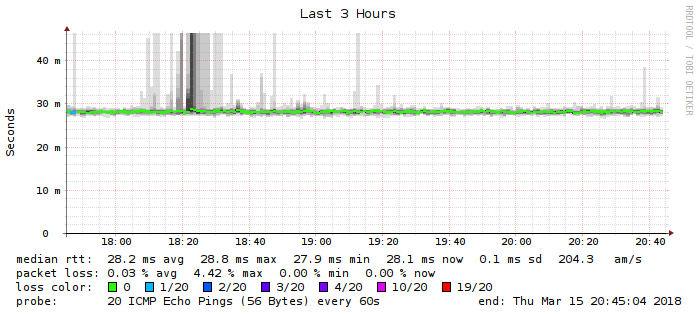 Last 3 Hours
RRDTOOL / TOBI OETIKER
Seconds
40 m
30 m
20 m
10 m
0
18:00 18:20 18:40 19:00 19:20 19:40 20:00 20:20 20:40
median rtt: 28.2 ms avg 28.8 ms max 27.9 ms min 28.1 ms now 0.1 ms sd 204.3 am/s
packet loss: 0.03 % avg 4.42 % max 0.00 % min 0.00 % now
loss color: 0 1/20 2/20 3/20 4/20 10/20 19/20
probe: 20 ICMP Echo Pings (56 Bytes) every 60s end: Thu Mar 15 20:45:04 2018